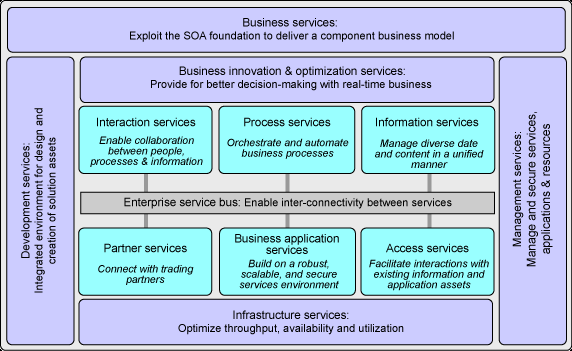 Business services:
Exploit the SOA foundation to deliver a component business model
Development services:
Integrated environment for design and
creation of solution assets
Business innovation & optimization services:
Provide for better decision-making with real-time business
Interaction services
Enable collaboration
between people,
processes & information
Process services
Orchestrate and automate
business processes
Information services
Manage diverse date
and content in a unified
manner
Enterprise service bus: Enable inter-connectivity between services
Partner services
Connect with trading
partners
Business application
services
Build on a robust,
scalable, and secure
services environment
Access services
Facilitate interactions with
existing information and
application assets
Infrastructure services:
Optimize throughput, availability and utilization
Management services:
Manage and secure services,
applications & resources